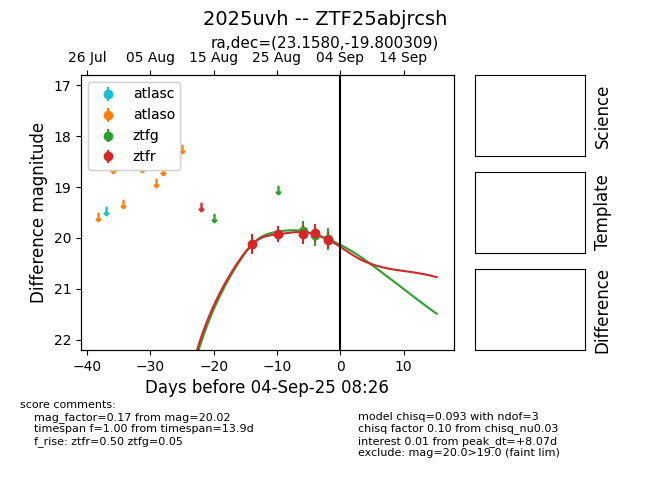 2025uvh -- ZTF25abjrcsh
ra,dec=(23.1580,-19.800309)
26 Jul 05 Aug 15 Aug 25 Aug 04 Sep 14 Sep
atlasc
atlaso
ztfg
ztfr
17
18
19
20
21
22
Difference magnitude
−40 −30 −20 −10 0 10
Days before 04-Sep-25 08:26
Science
Template
Difference
score comments:
mag_factor=0.17 from mag=20.02
timespan f=1.00 from timespan=13.9d
f_rise: ztfr=0.50 ztfg=0.05
model chisq=0.093 with ndof=3
chisq factor 0.10 from chisq_nu0.03
interest 0.01 from peak_dt=+8.07d
exclude: mag=20.0>19.0 (faint lim)